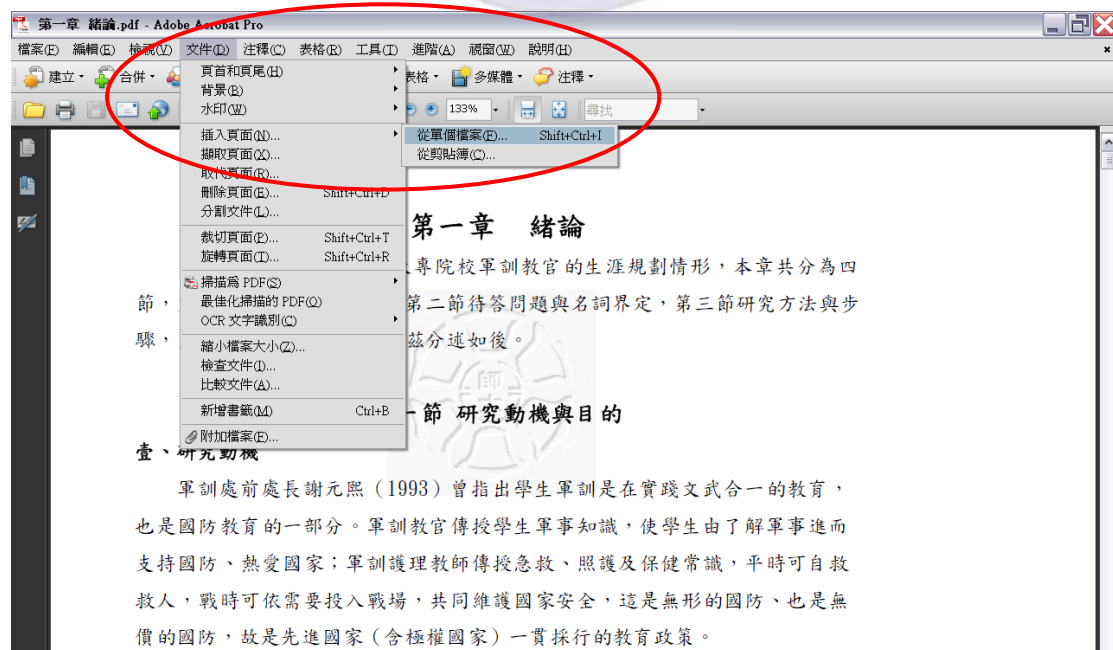 第一章 緒論.pdf - Adobe Acrobat Pro
檔案(F) 編輯(E) 檢視(V) 文件(D) 注釋(C) 表格(R) 工具(T) 進階(A) 視窗(W) 說明(H)
建立 合併 表格 多媒體 注釋
133% 尋找
頁首和頁尾(H)
背景(B)
水印(W)
插入頁面(N)...
從單個檔案(F)... Shift+Ctrl+I
擷取頁面(X)...
從剪貼簿(C)...
取代頁面(R)...
刪除頁面(E)... Shift+Ctrl+D
分割文件(L)...
裁切頁面(P)... Shift+Ctrl+T
旋轉頁面(T)... Shift+Ctrl+R
掃描為 PDF(S)
最佳化掃描的 PDF(O)
OCR 文字識別(C)
縮小檔案大小(Z)...
檢查文件(I)...
比較文件(A)...
新增書籤(M) Ctrl+B
附加檔案(F)...
第一章 緒論
專院校軍訓教官的生涯規劃情形,本章共分為四
節, 第二節待答問題與名詞界定,第三節研究方法與步
驟, 茲分述如後。
節 研究動機與目的
壹、研究動機
軍訓處前處長謝元熙(1993)曾指出學生軍訓是在實踐文武合一的教育,
也是國防教育的一部分。軍訓教官傳授學生軍事知識,使學生由了解軍事進而
支持國防、熱愛國家;軍訓護理教師傳授急救、照護及保健常識,平時可自救
救人,戰時可依需要投入戰場,共同維護國家安全,這是無形的國防、也是無
價的國防,故是先進國家(含極權國家)一貫採行的教育政策。